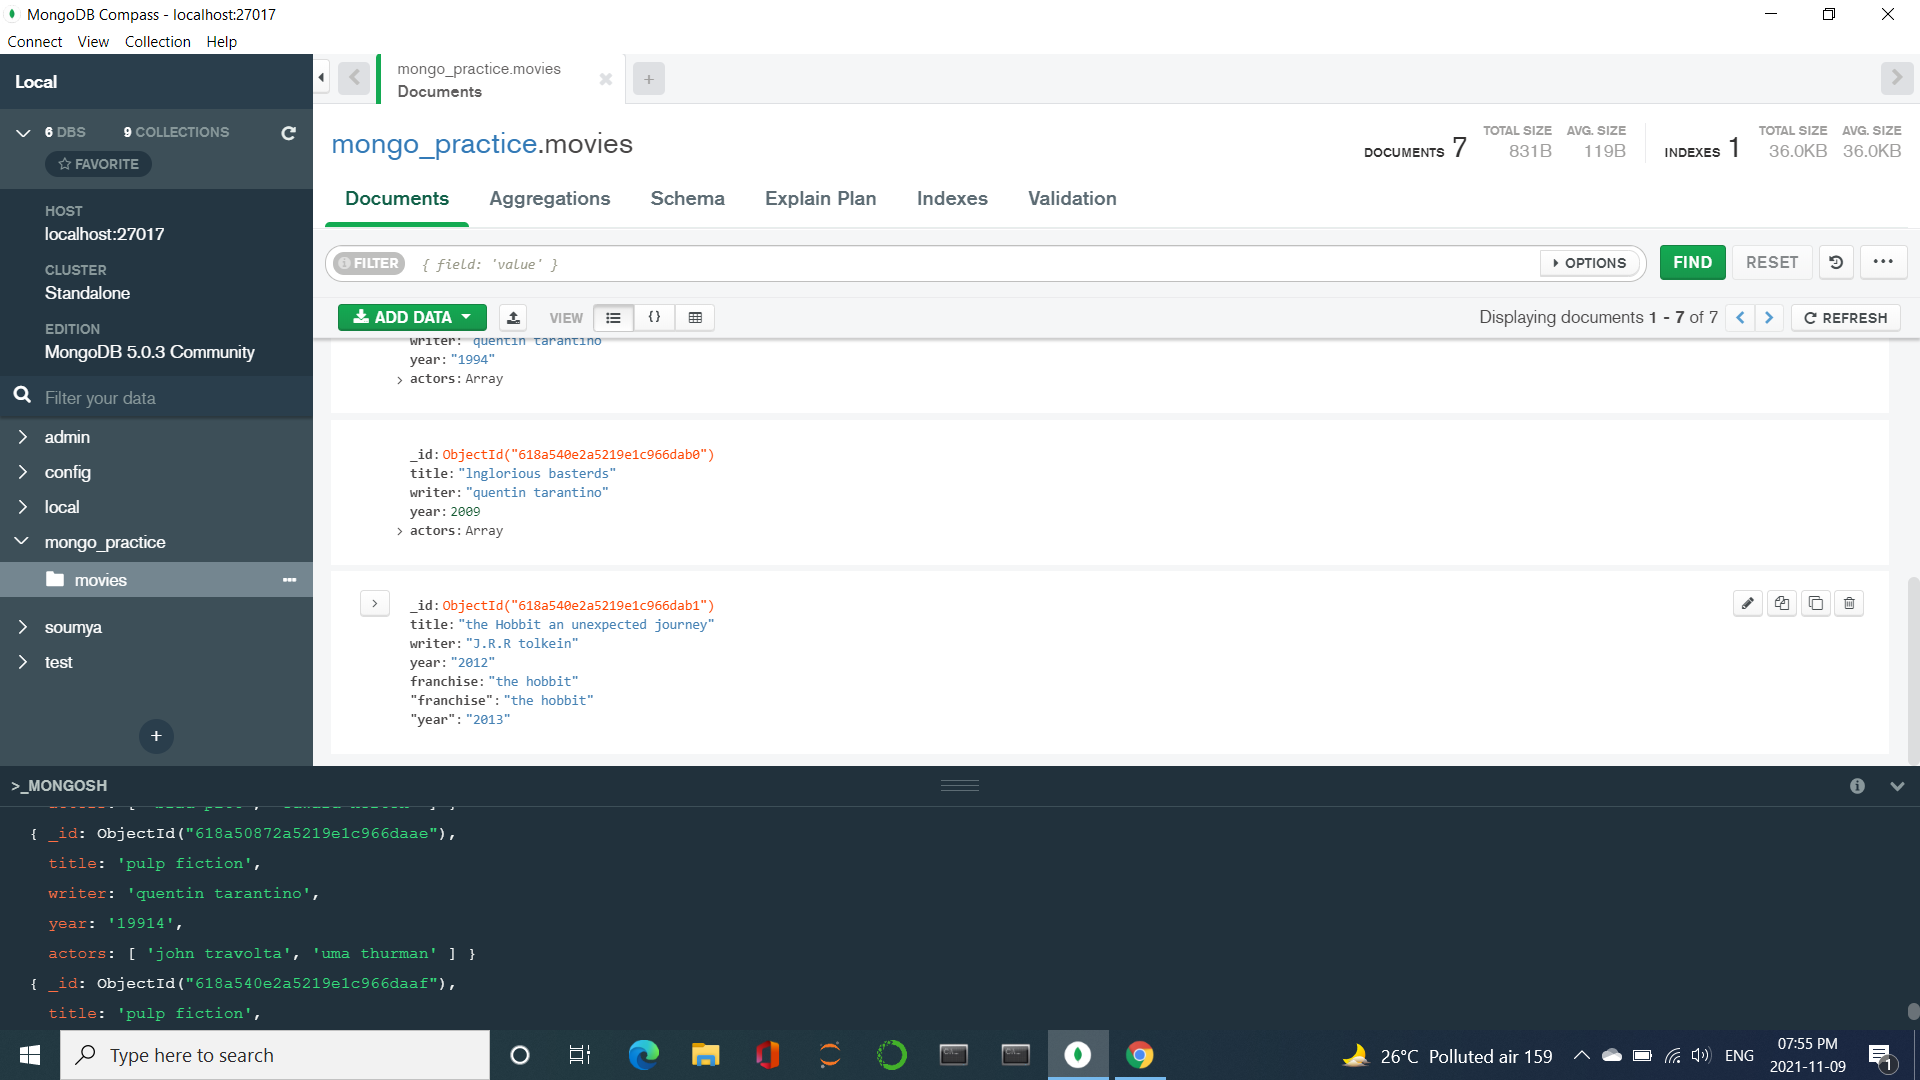 MongoDB Compass - localhost:27017
Connect View Collection Help
Local
6 DBS 9 COLLECTIONS
FAVORITE
HOST
localhost:27017
CLUSTER
Standalone
EDITION
MongoDB 5.0.3 Community
Filter your data
admin
config
local
mongo_practice
movies
soumya
test
mongo_practice.movies
Documents
mongo_practice.movies
DOCUMENTS 7 TOTAL SIZE 831B AVG. SIZE 119B INDEXES 1 TOTAL SIZE 36.0KB AVG. SIZE 36.0KB
Documents Aggregations Schema Explain Plan Indexes Validation
FILTER { field: 'value' } OPTIONS FIND RESET
ADD DATA VIEW {} Displaying documents 1 - 7 of 7 REFRESH
writer: "quentin tarantino
year: "1994"
actors: Array
_id: ObjectId("618a540e2a5219e1c966dab0")
title: "lnglorious basterds"
writer: "quentin tarantino"
year: 2009
actors: Array
_id: ObjectId("618a540e2a5219e1c966dab1")
title: "the Hobbit an unexpected journey"
writer: "J.R.R tolkein"
year: "2012"
franchise: "the hobbit"
"franchise": "the hobbit"
"year": "2013"
>_MONGOSH
{ _id: ObjectId("618a50872a5219e1c966daae"),
title: 'pulp fiction',
writer: 'quentin tarantino',
year: '19914',
actors: [ 'john travolta', 'uma thurman' ] }
{ _id: ObjectId("618a540e2a5219e1c966daaf"),
title: 'pulp fiction',
Type here to search
26°C Polluted air 159
ENG
07:55 PM
2021-11-09
1